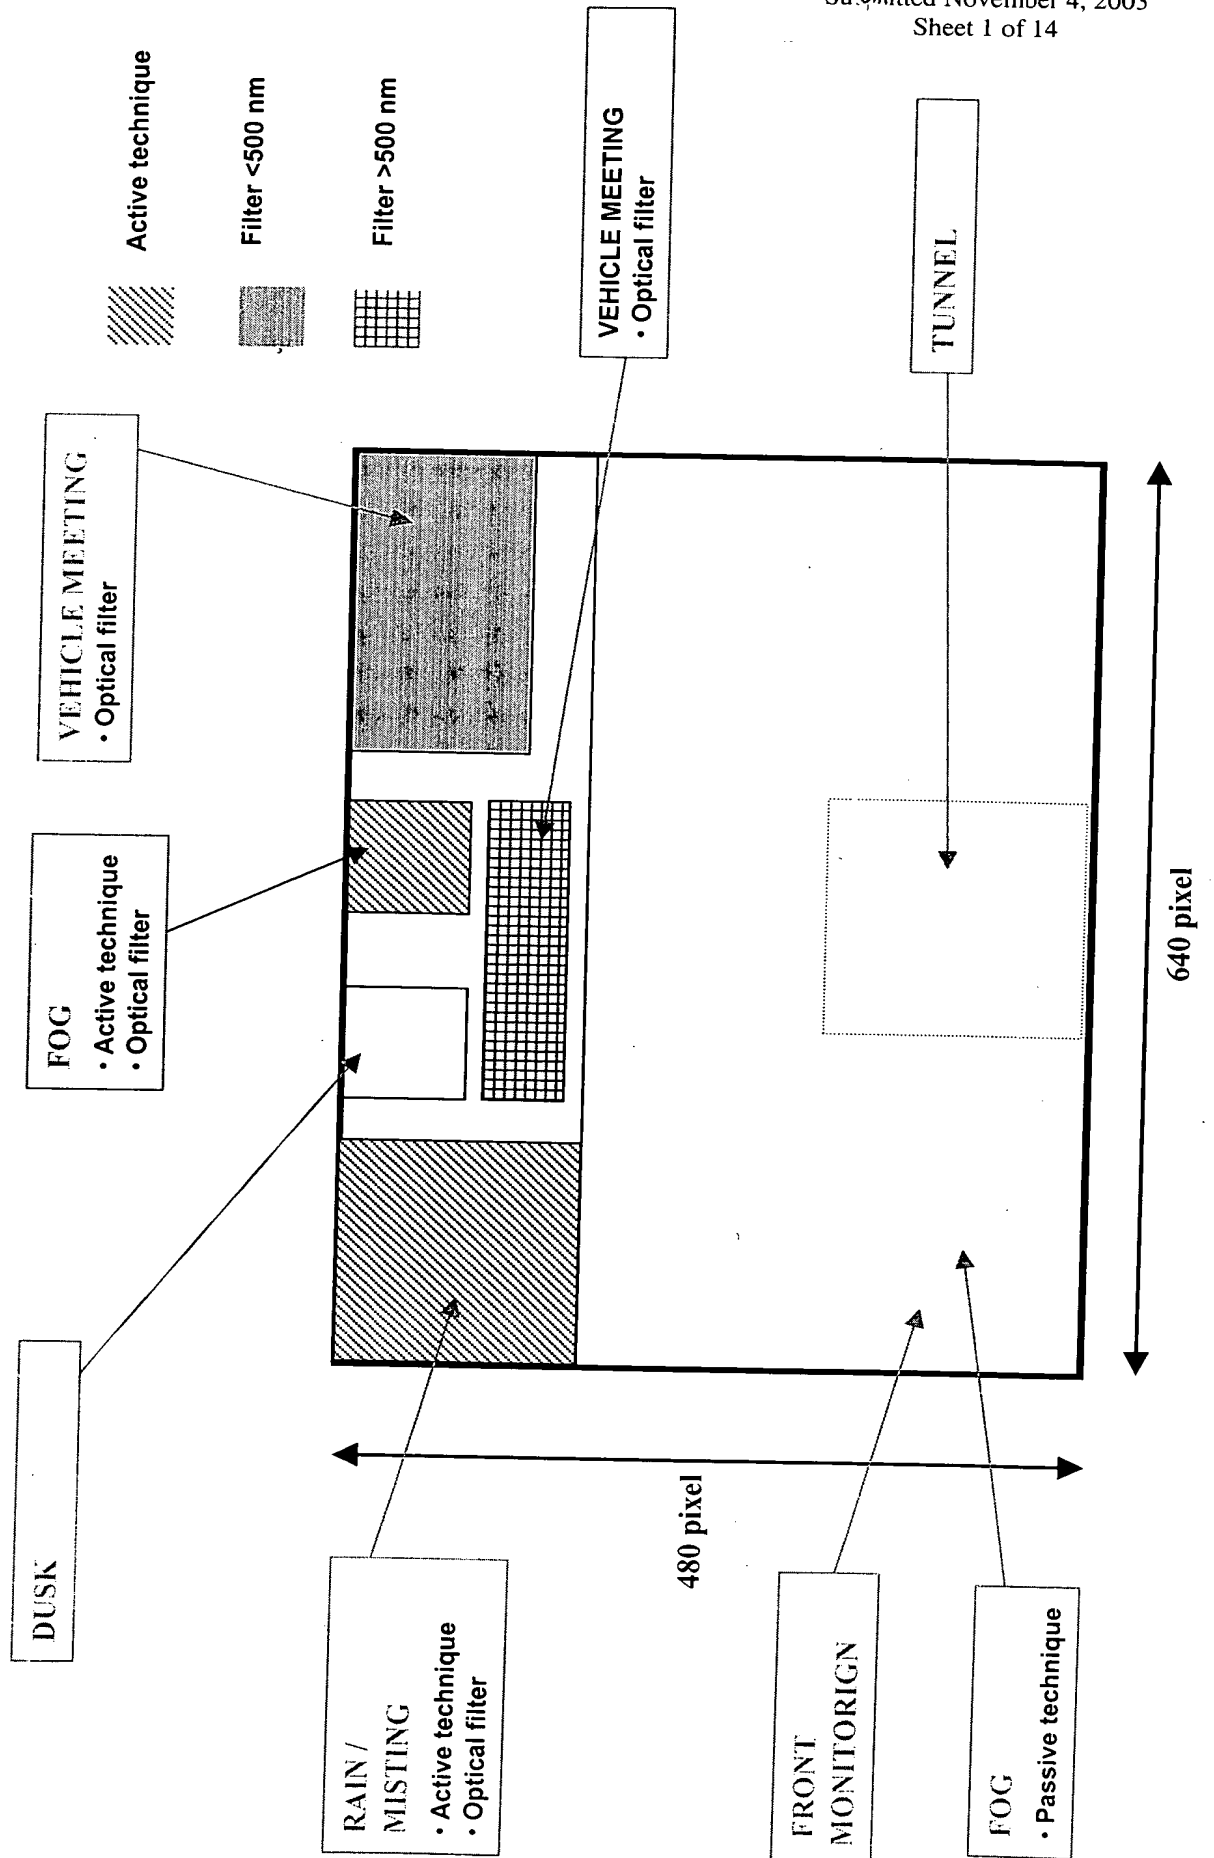 Submitted November 4, 2003
Sheet 1 of 14
Active technique
Filter <500 nm
Filter >500 nm
VEHICLE MEETING
• Optical filter
FOG
• Active technique
• Optical filter
DUSK
VEHICLE MEETING
• Optical filter
TUNNEL
RAIN /
MISTING
• Active technique
• Optical filter
FRONT
MONITORIGN
FOG
• Passive technique
480 pixel
640 pixel